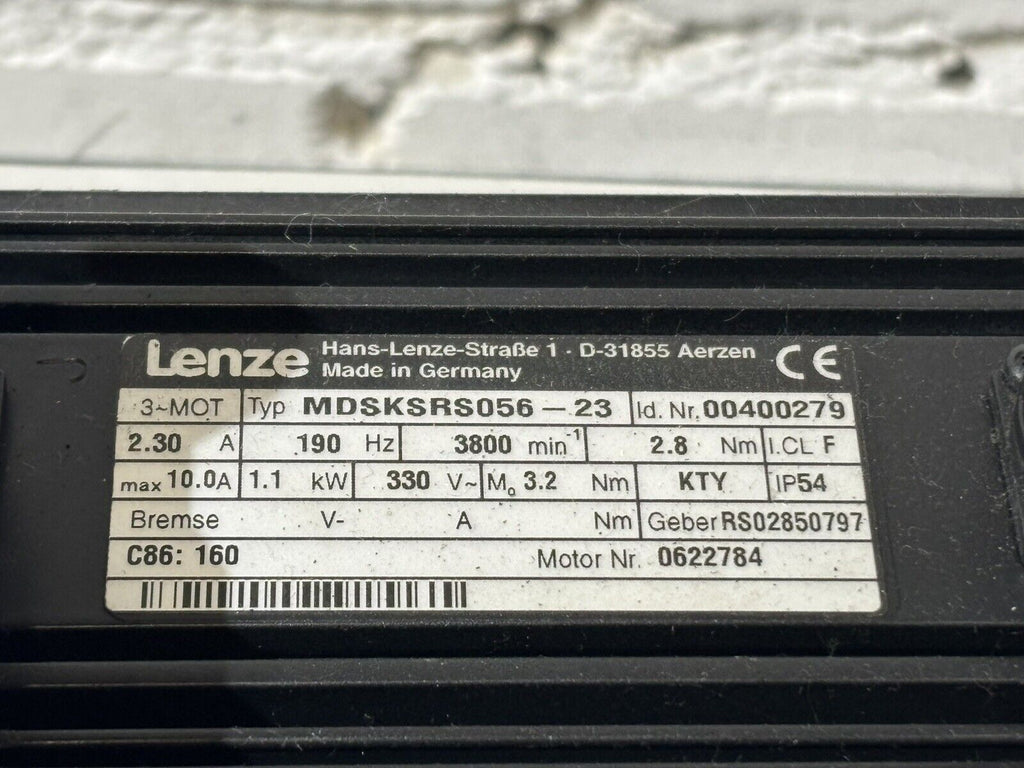 Lenze Hans-Lenze-Straße 1 · D-31855 Aerzen CE
Made in Germany
3~MOT Typ MDSKSRS056 – 23 Id. Nr. 00400279
2.30 A 190 Hz 3800 min⁻¹ 2.8 Nm I.CL F
max 10.0A 1.1 kW 330 V~ M₀ 3.2 Nm KTY IP54
Bremse V- A Nm Geber RS02850797
C86: 160 Motor Nr. 0622784